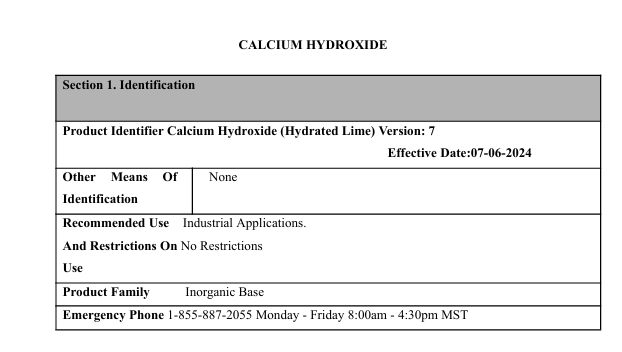 CALCIUM HYDROXIDE
Section 1. Identification
Product Identifier Calcium Hydroxide (Hydrated Lime) Version: 7
Effective Date:07-06-2024
Other Means Of None
Identification
Recommended Use Industrial Applications.
And Restrictions On No Restrictions
Use
Product Family Inorganic Base
Emergency Phone 1-855-887-2055 Monday - Friday 8:00am - 4:30pm MST